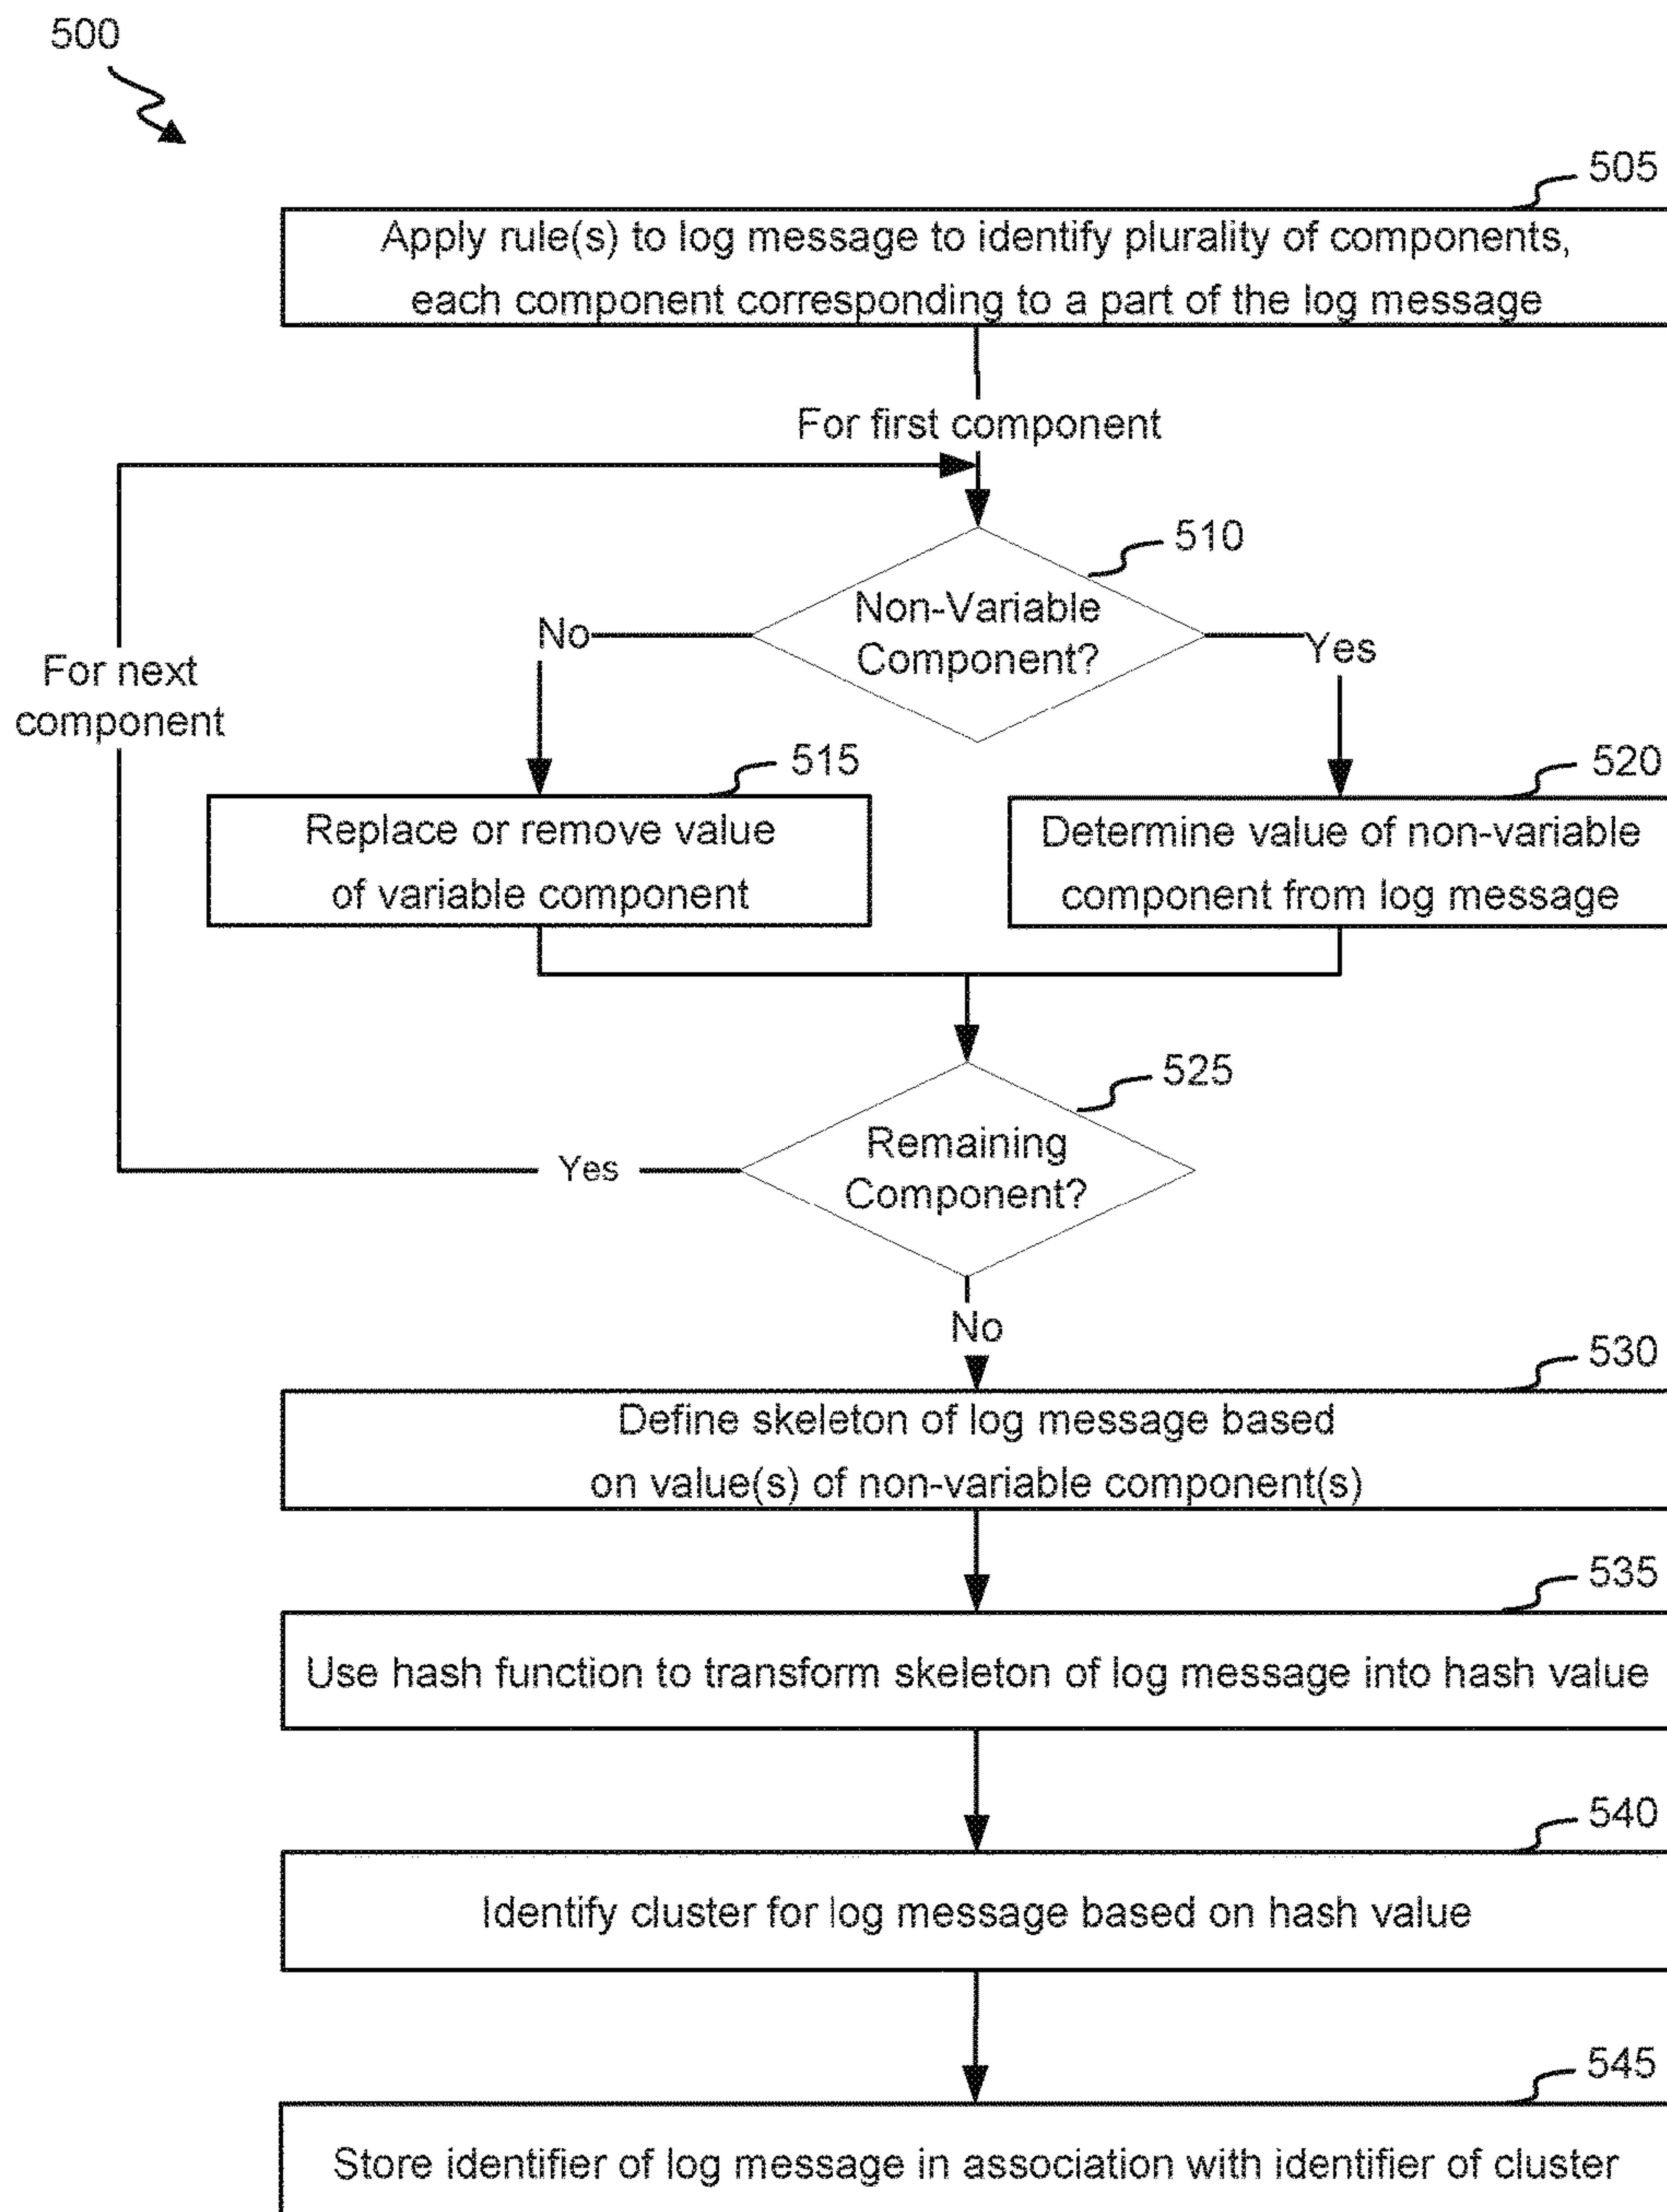 500
505
Apply rule(s) to log message to identify plurality of components,
each component corresponding to a part of the log message
For first component
510
Non-Variable
Component?
No
Yes
For next
component
515
520
Replace or remove value
of variable component
Determine value of non-variable
component from log message
525
Remaining
Component?
Yes
No
530
Define skeleton of log message based
on value(s) of non-variable component(s)
535
Use hash function to transform skeleton of log message into hash value
540
Identify cluster for log message based on hash value
545
Store identifier of log message in association with identifier of cluster